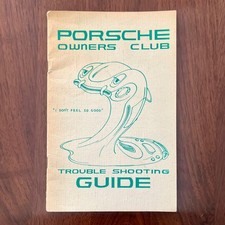 PORSCHE
OWNERS CLUB
"I DON'T FEEL SO GOOD"
TROUBLE SHOOTING
GUIDE